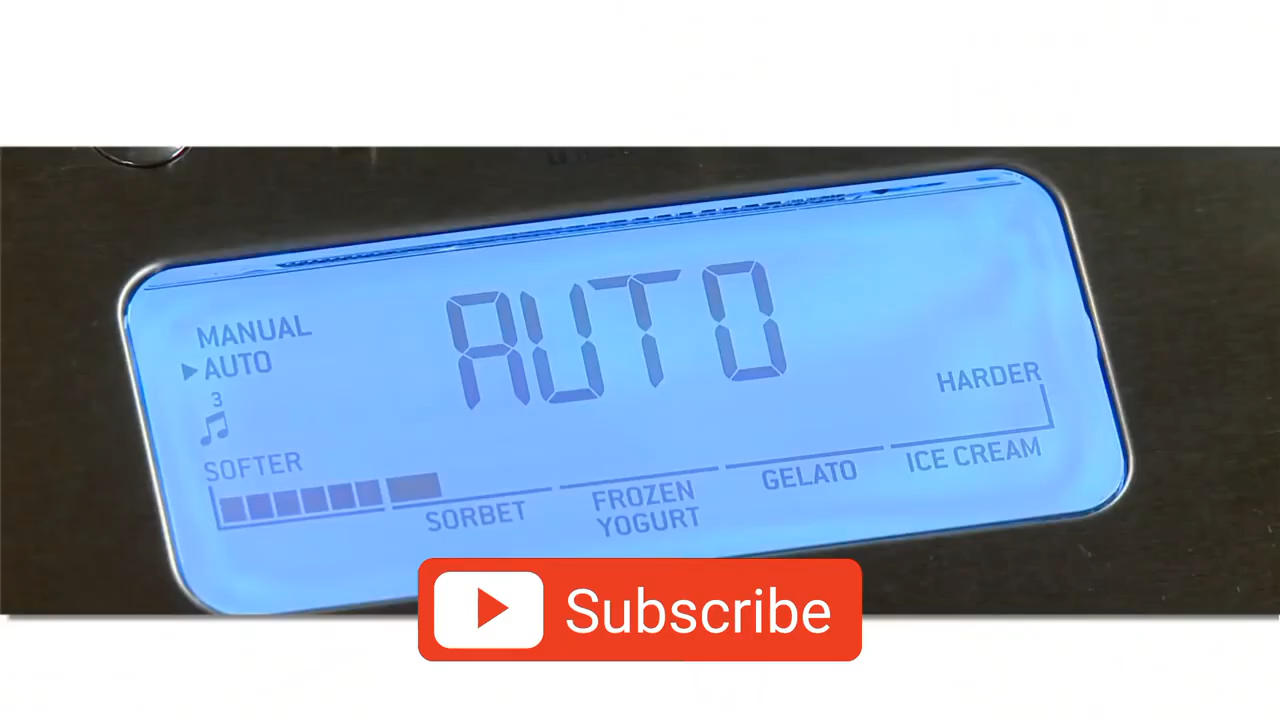 AUTO
MANUAL
AUTO
3
HARDER
SOFTER
SORBET
FROZEN
YOGURT
GELATO
ICE CREAM
Subscribe